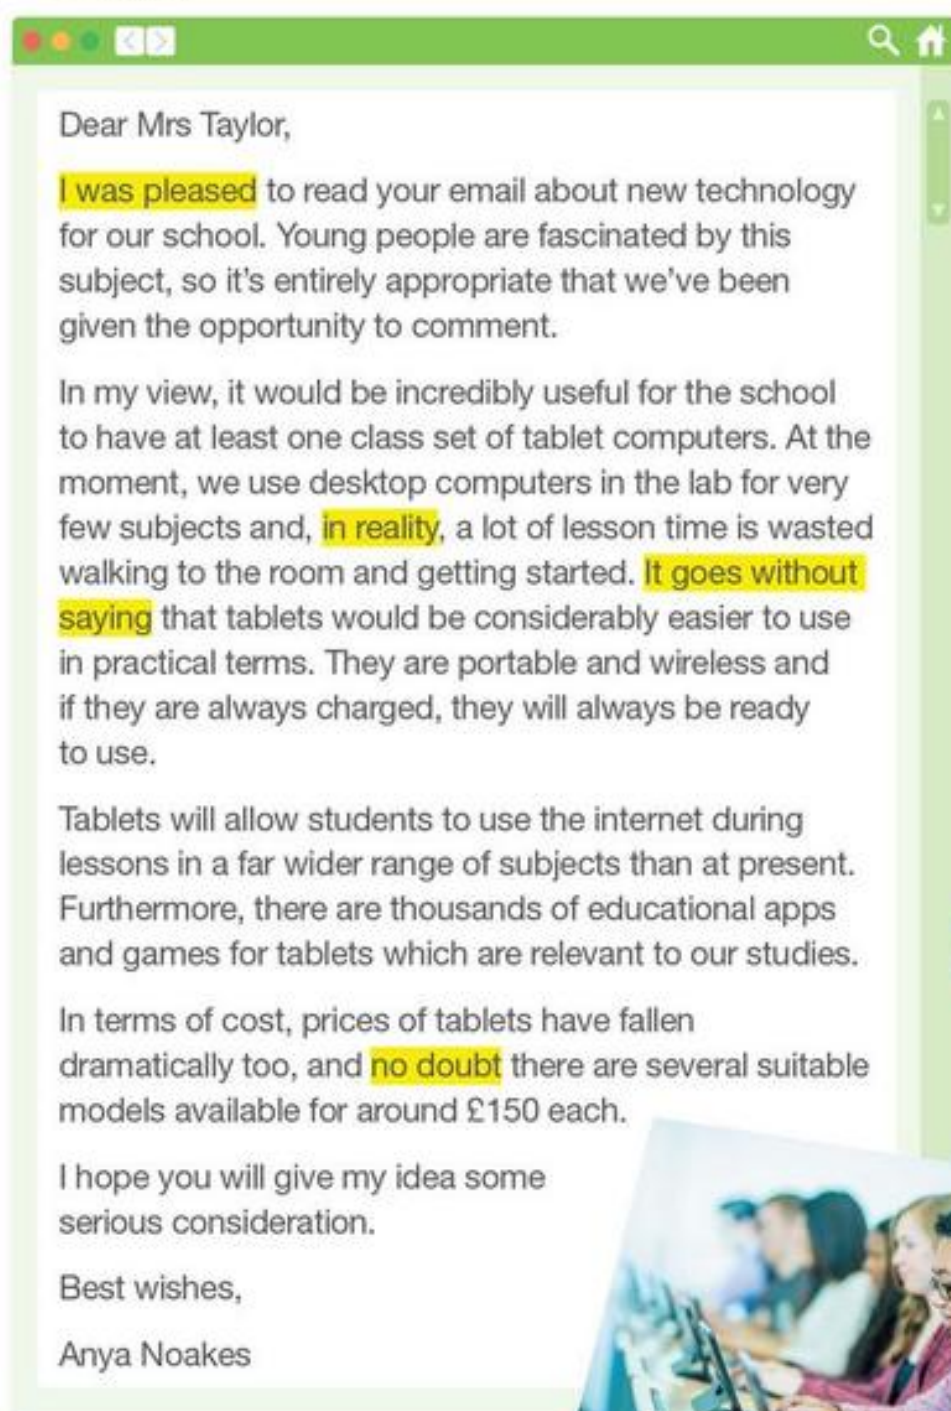 Dear Mrs Taylor,
I was pleased to read your email about new technology
for our school. Young people are fascinated by this
subject, so it's entirely appropriate that we've been
given the opportunity to comment.
In my view, it would be incredibly useful for the school
to have at least one class set of tablet computers. At the
moment, we use desktop computers in the lab for very
few subjects and, in reality, a lot of lesson time is wasted
walking to the room and getting started. It goes without
saying that tablets would be considerably easier to use
in practical terms. They are portable and wireless and
if they are always charged, they will always be ready
to use.
Tablets will allow students to use the internet during
lessons in a far wider range of subjects than at present.
Furthermore, there are thousands of educational apps
and games for tablets which are relevant to our studies.
In terms of cost, prices of tablets have fallen
dramatically too, and no doubt there are several suitable
models available for around £150 each.
I hope you will give my idea some
serious consideration.
Best wishes,
Anya Noakes